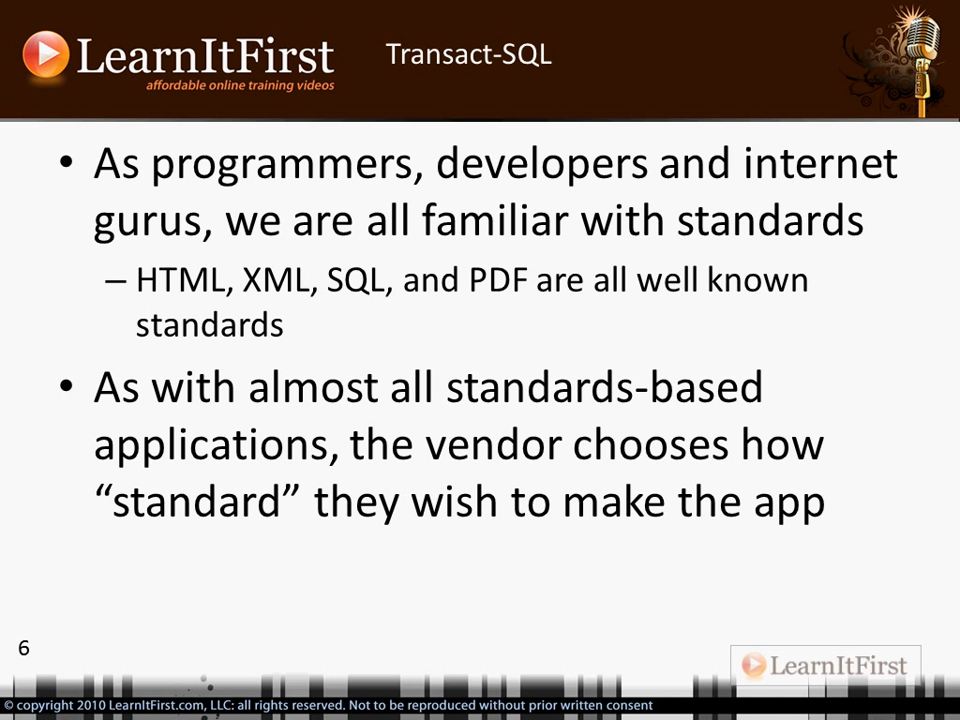 LearnItFirst
affordable online training videos
Transact-SQL
• As programmers, developers and internet
gurus, we are all familiar with standards
– HTML, XML, SQL, and PDF are all well known
standards
• As with almost all standards-based
applications, the vendor chooses how
“standard” they wish to make the app
6
LearnItFirst
© copyright 2010 LearnItFirst.com, LLC: all rights reserved. Not to be reproduced without prior written consent